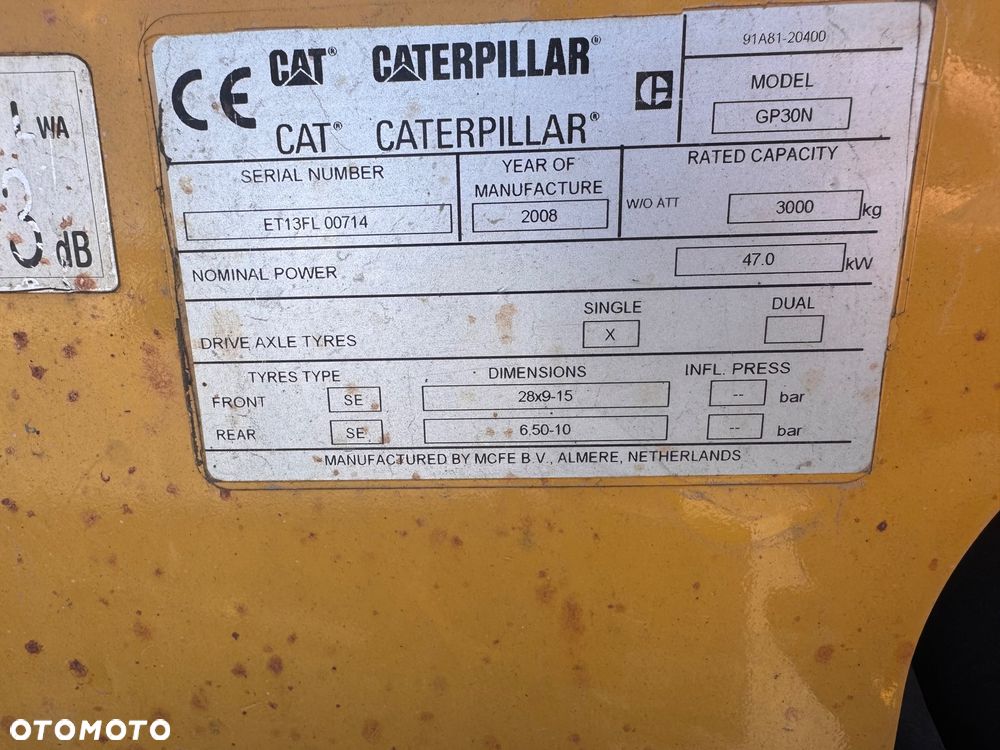 LWA
3 dB
CE CAT® CATERPILLAR®
CAT® CATERPILLAR®
91A81-20400
MODEL
GP30N
SERIAL NUMBER
ET13FL 00714
YEAR OF
MANUFACTURE
2008
RATED CAPACITY
W/O ATT 3000 kg
NOMINAL POWER 47.0 kW
SINGLE DUAL
DRIVE AXLE TYRES X
TYRES TYPE DIMENSIONS INFL. PRESS
FRONT SE 28x9-15 -- bar
REAR SE 6.50-10 -- bar
MANUFACTURED BY MCFE B.V., ALMERE, NETHERLANDS
OTOMOTO